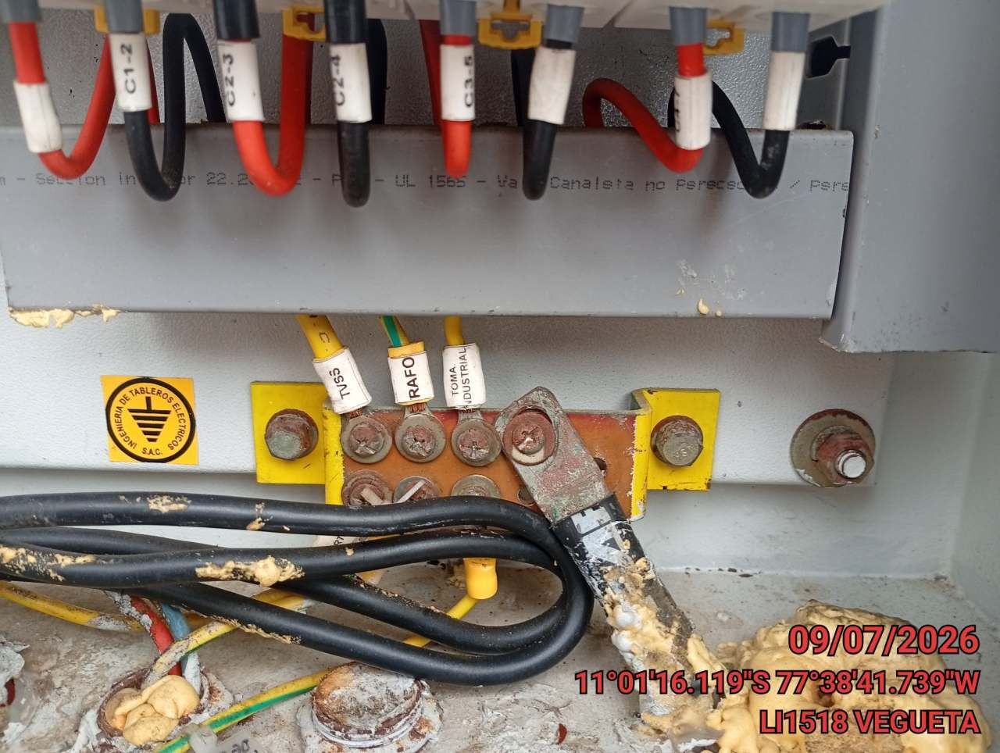 C1-2
C2-3
C2-4
C3-5
UL 1565
Canaleta no
TVSS
RAFO
TOMA
INDUSTRIAL
INGENIERIA DE TABLEROS ELECTRICOS
S.A.C.
09/07/2026
11°01'16.119"S 77°38'41.739"W
LI1518 VEGUETA